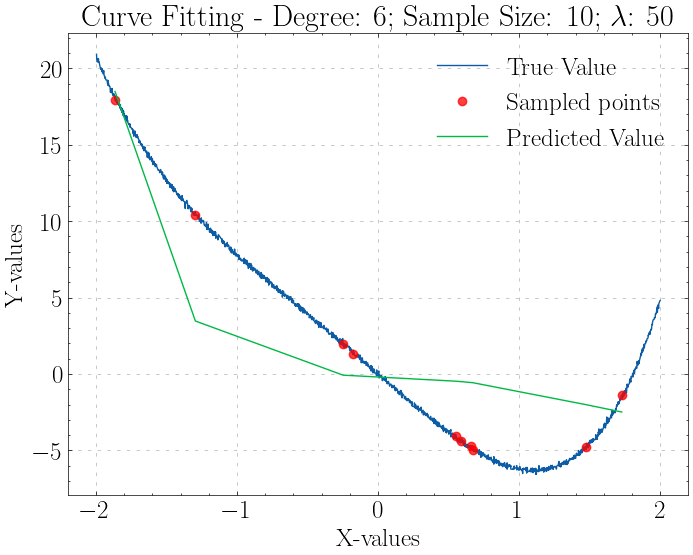 Curve Fitting - Degree: 6; Sample Size: 10; λ: 50
True Value
Sampled points
Predicted Value
20
15
10
5
0
−5
Y-values
−2 −1 0 1 2
X-values